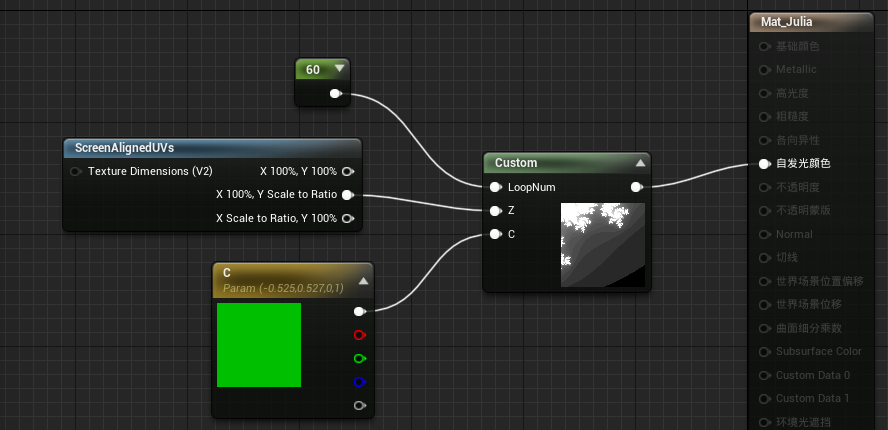 Mat_Julia
60
ScreenAlignedUVs
Texture Dimensions (V2)
X 100%, Y 100%
X 100%, Y Scale to Ratio
X Scale to Ratio, Y 100%
C
Param (-0.525,0.527,0,1)
Custom
LoopNum
Z
C
基础颜色
Metallic
高光度
粗糙度
各向异性
自发光颜色
不透明度
不透明蒙版
Normal
切线
世界场景位置偏移
世界场景位移
曲面细分乘数
Subsurface Color
Custom Data 0
Custom Data 1
环境光遮挡